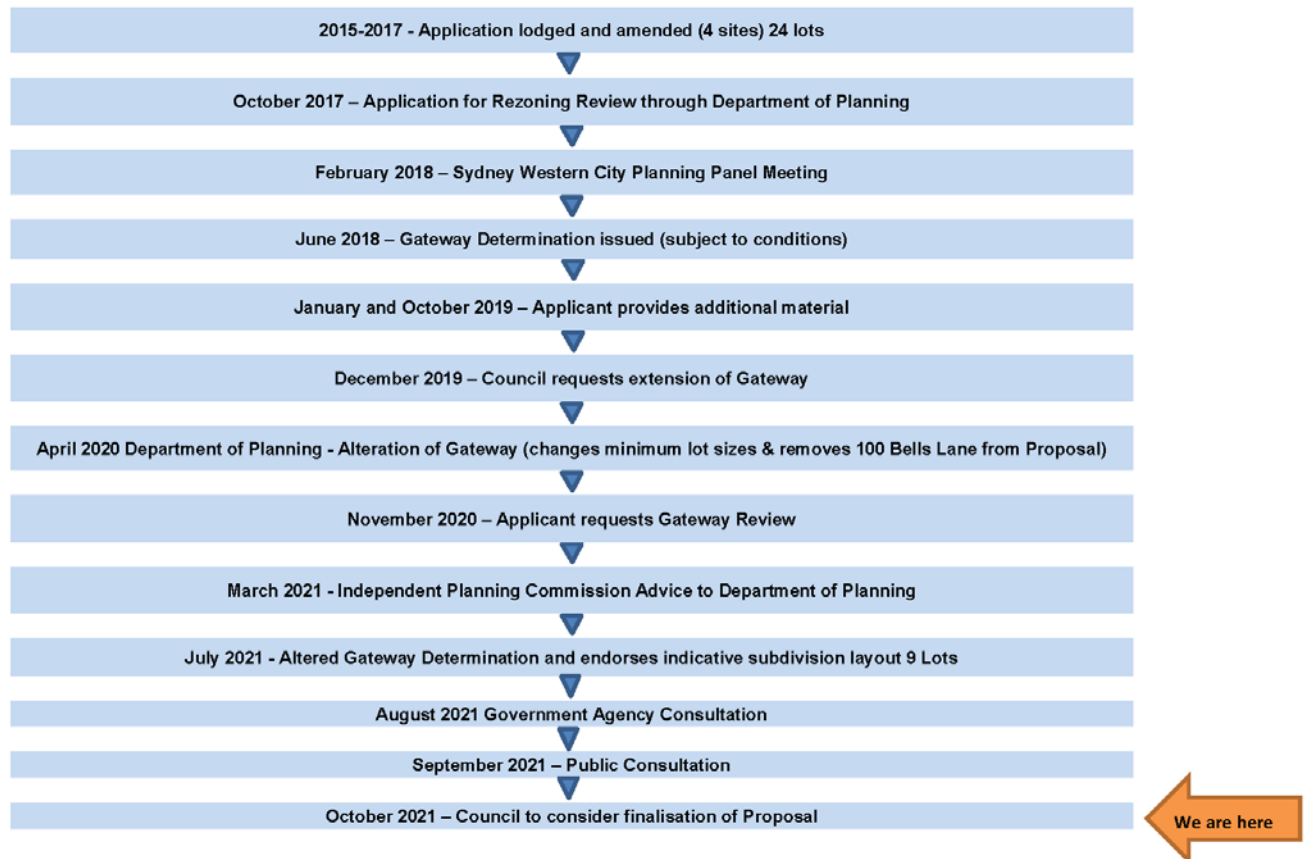 2015-2017 - Application lodged and amended (4 sites) 24 lots
October 2017 – Application for Rezoning Review through Department of Planning
February 2018 – Sydney Western City Planning Panel Meeting
June 2018 – Gateway Determination issued (subject to conditions)
January and October 2019 – Applicant provides additional material
December 2019 – Council requests extension of Gateway
April 2020 Department of Planning - Alteration of Gateway (changes minimum lot sizes & removes 100 Bells Lane from Proposal)
November 2020 – Applicant requests Gateway Review
March 2021 - Independent Planning Commission Advice to Department of Planning
July 2021 - Altered Gateway Determination and endorses indicative subdivision layout 9 Lots
August 2021 Government Agency Consultation
September 2021 – Public Consultation
October 2021 – Council to consider finalisation of Proposal
We are here